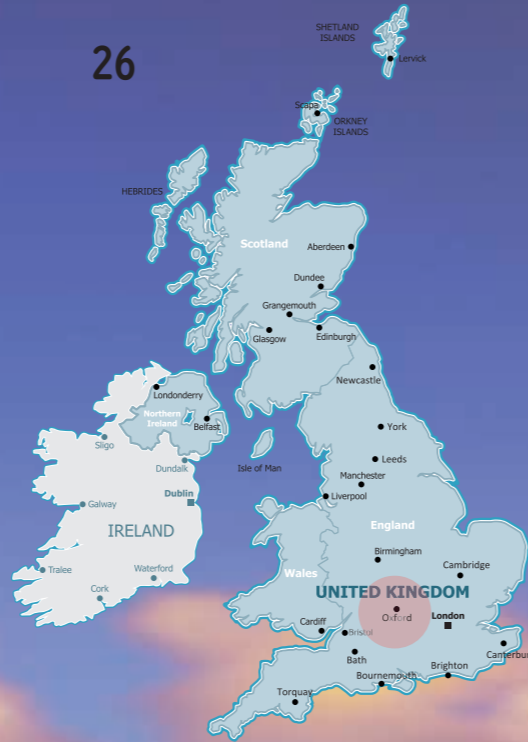 26
SHETLAND
ISLANDS
Lervick
Scapa
ORKNEY
ISLANDS
HEBRIDES
Scotland
Aberdeen
Dundee
Grangemouth
Glasgow
Edinburgh
Newcastle
Londonderry
Northern
Ireland
Belfast
York
Sligo
Dundalk
Isle of Man
Leeds
Manchester
Dublin
Liverpool
Galway
IRELAND
England
Birmingham
Tralee
Waterford
Wales
Cambridge
Cork
UNITED KINGDOM
Oxford
London
Cardiff
Bristol
Bath
Canterbur
Brighton
Bournemouth
Torquay